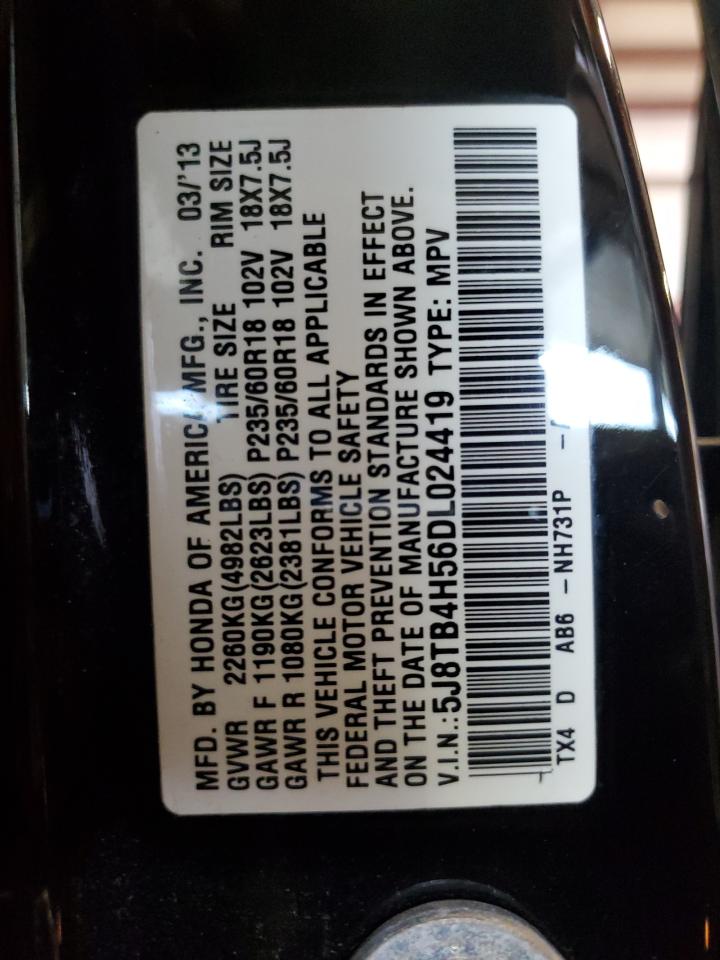 MFD. BY HONDA OF AMERICA MFG., INC. 03/'13
GVWR 2260KG(4982LBS) TIRE SIZE RIM SIZE
GAWR F 1190KG(2623LBS) P235/60R18 102V 18X7.5J
GAWR R 1080KG(2381LBS) P235/60R18 102V 18X7.5J
THIS VEHICLE CONFORMS TO ALL APPLICABLE
FEDERAL MOTOR VEHICLE SAFETY
AND THEFT PREVENTION STANDARDS IN EFFECT
ON THE DATE OF MANUFACTURE SHOWN ABOVE.
V.I.N.:5J8TB4H56DL024419 TYPE: MPV
TX4 D AB6 -NH731P